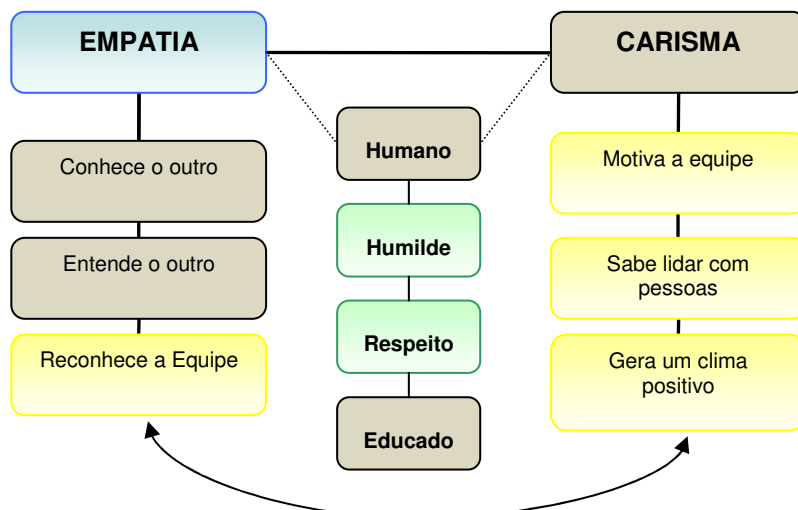 EMPATIA
CARISMA
Conhece o outro
Entende o outro
Reconhece a Equipe
Humano
Humilde
Respeito
Educado
Motiva a equipe
Sabe lidar com
pessoas
Gera um clima
positivo